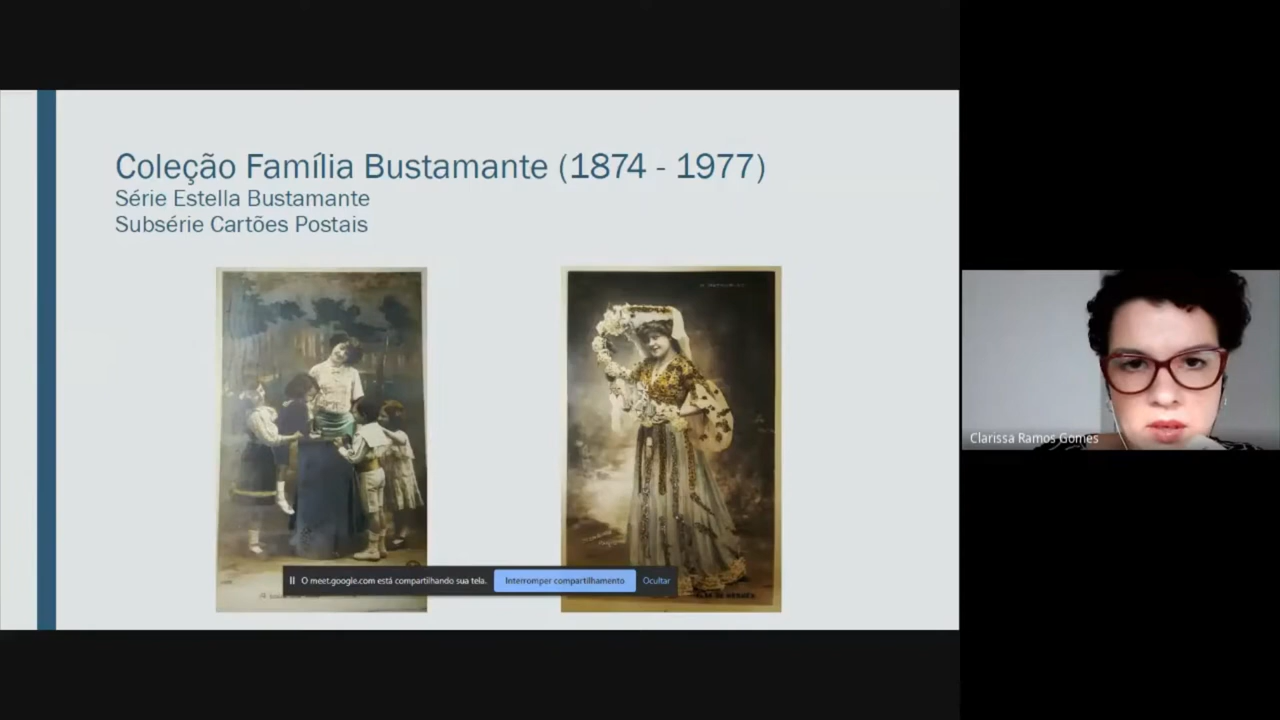 Coleção Família Bustamante (1874 - 1977)
Série Estella Bustamante
Subsérie Cartões Postais
O meet.google.com está compartilhando sua tela.
Interromper compartilhamento
Ocultar
Clarissa Ramos Gomes